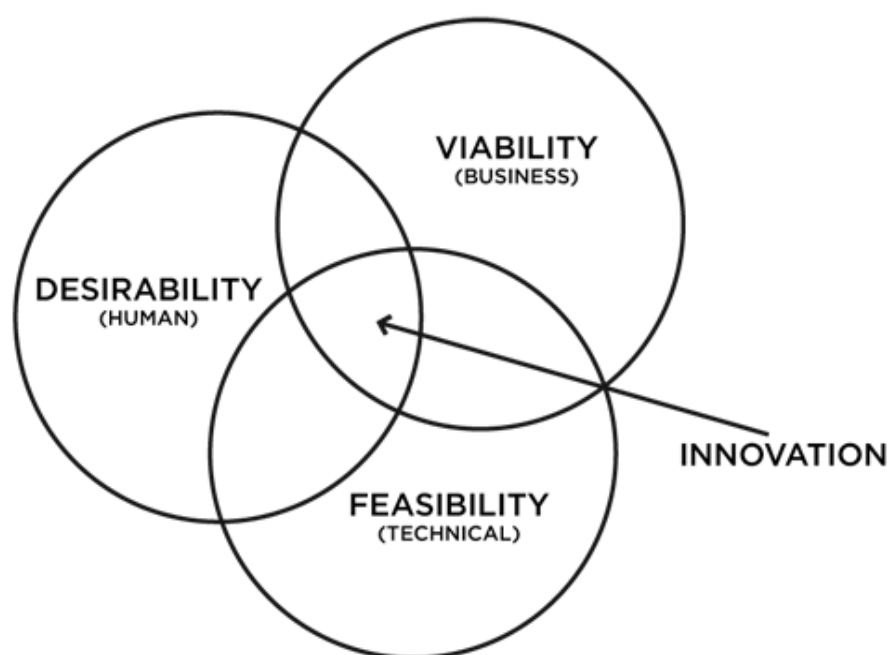 VIABILITY
(BUSINESS)
DESIRABILITY
(HUMAN)
INNOVATION
FEASIBILITY
(TECHNICAL)